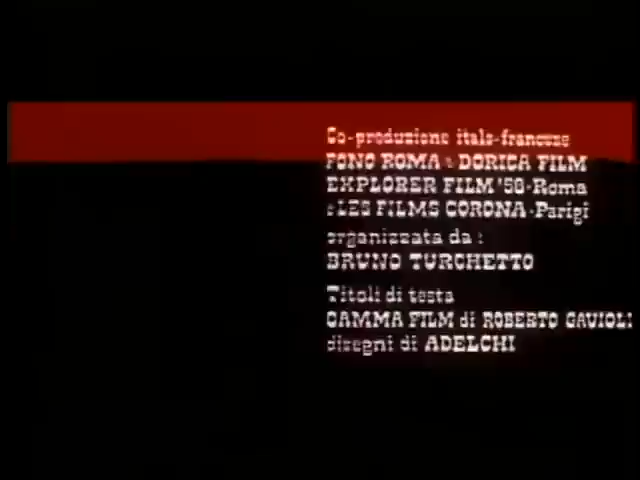 Co-produzione italo-francese
FONO ROMA e DORICA FILM
EXPLORER FILM '58-Roma
e LES FILMS CORONA-Parigi
organizzata da :
BRUNO TURCHETTO
Titoli di testa
GAMMA FILM di ROBERTO GAVIOLI
disegni di ADELCHI